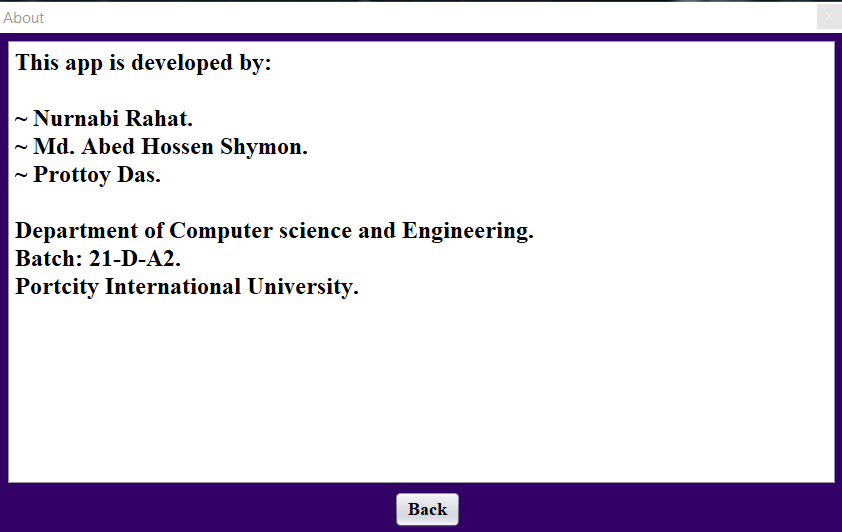 About
This app is developed by:
~ Nurnabi Rahat.
~ Md. Abed Hossen Shymon.
~ Prottoy Das.
Department of Computer science and Engineering.
Batch: 21-D-A2.
Portcity International University.
Back